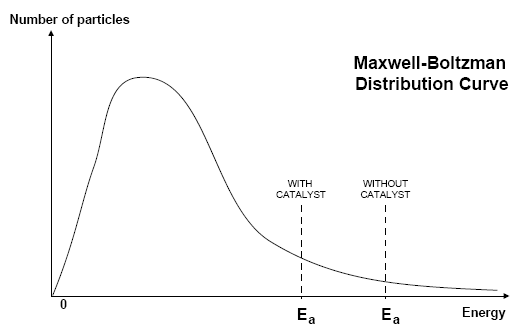 Number of particles
Maxwell-Boltzman
Distribution Curve
WITH
CATALYST
WITHOUT
CATALYST
0
Ea
Ea
Energy